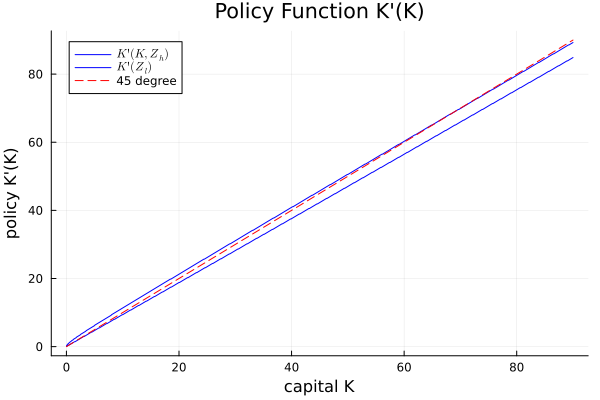 Policy Function K'(K)
K'(K, Z_h)
K'(Z_l)
45 degree
policy K'(K)
80
60
40
20
0
0 20 40 60 80
capital K